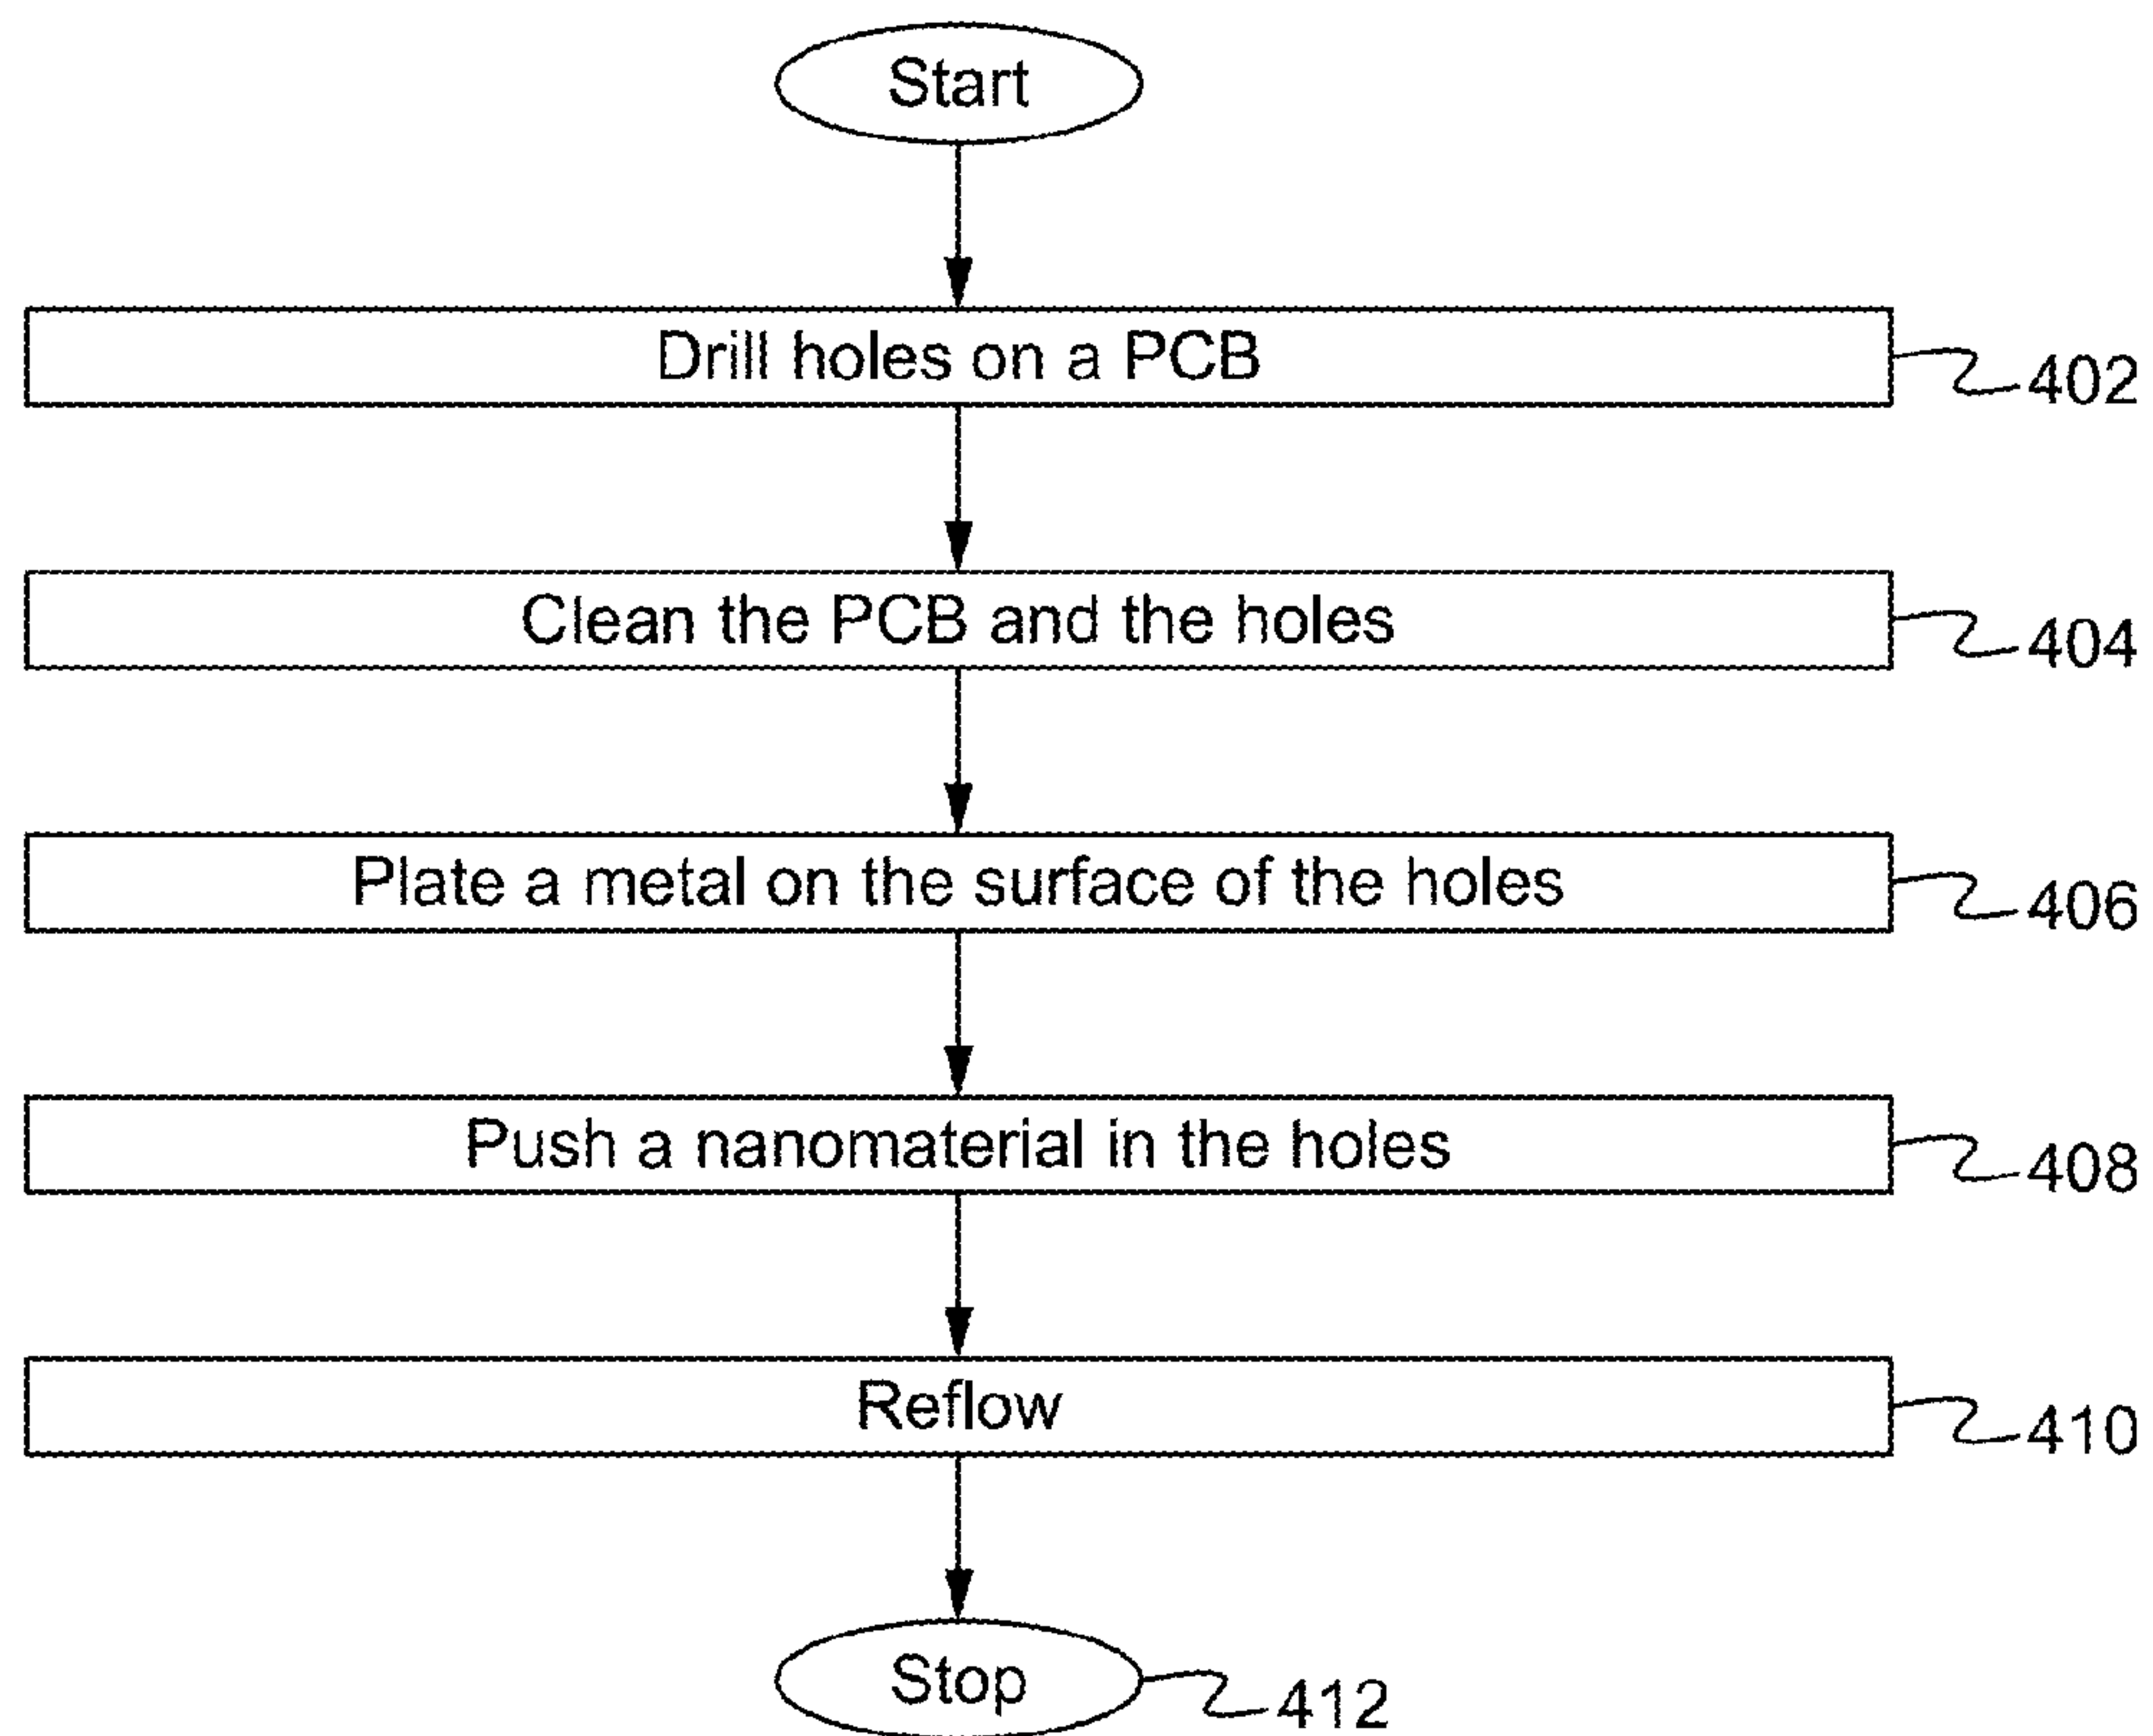 Start
Drill holes on a PCB
402
Clean the PCB and the holes
404
Plate a metal on the surface of the holes
406
Push a nanomaterial in the holes
408
Reflow
410
Stop
412